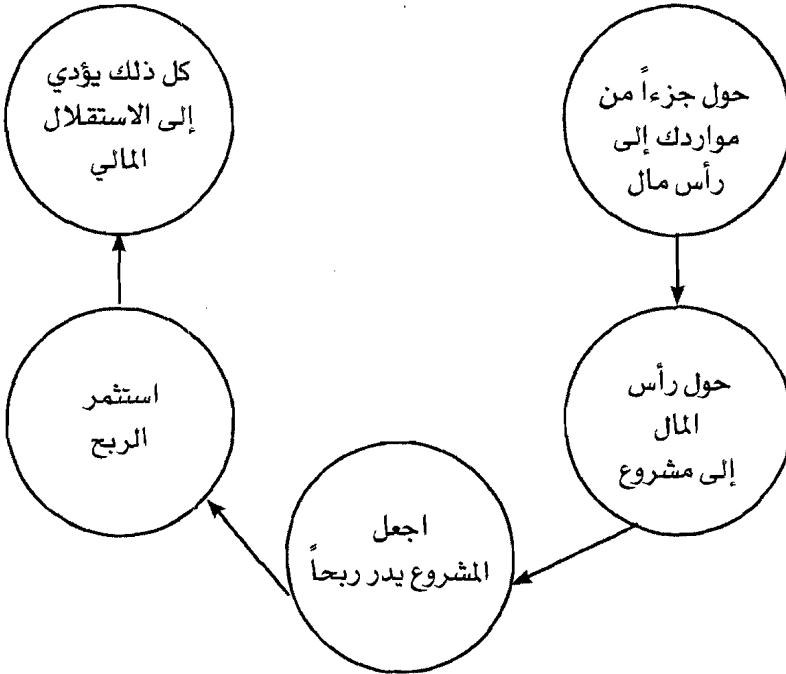 حول جزءاً من
مواردك إلى
رأس مال
حول رأس
المال
إلى مشروع
اجعل
المشروع يدر ربحاً
استثمر
الربح
كل ذلك يؤدي
إلى الاستقلال
المالي